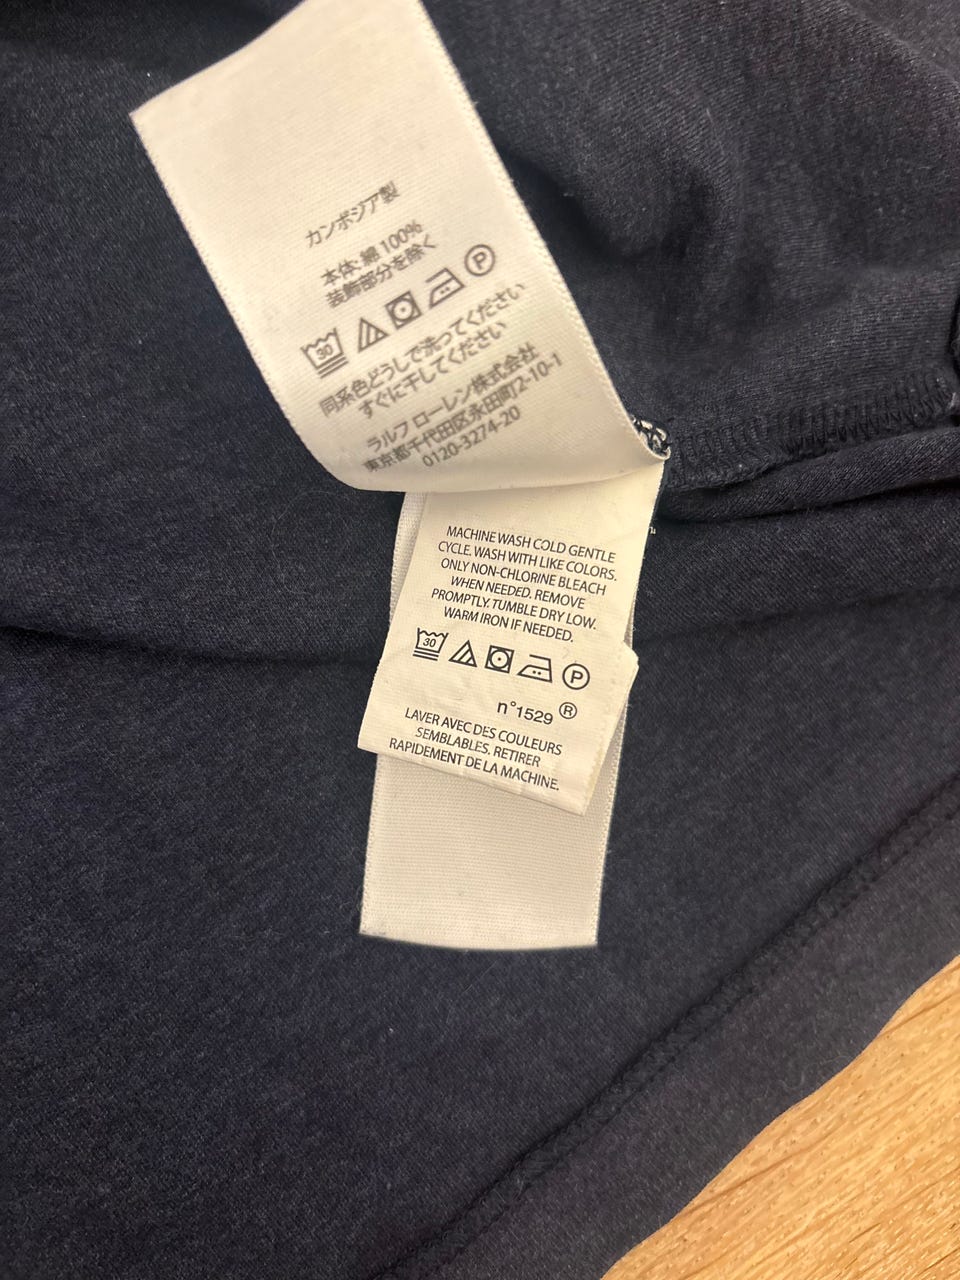 カンボジア製
本体: 綿 100%
装飾部分を除く
30 P
同系色どうしで洗ってください
すぐに干してください
ラルフ ローレン株式会社
東京都千代田区永田町2-10-1
0120-3274-20
MACHINE WASH COLD GENTLE
CYCLE. WASH WITH LIKE COLORS.
ONLY NON-CHLORINE BLEACH
WHEN NEEDED. REMOVE
PROMPTLY. TUMBLE DRY LOW.
WARM IRON IF NEEDED.
30 P
n°1529 ®
LAVER AVEC DES COULEURS
SEMBLABLES. RETIRER
RAPIDEMENT DE LA MACHINE.